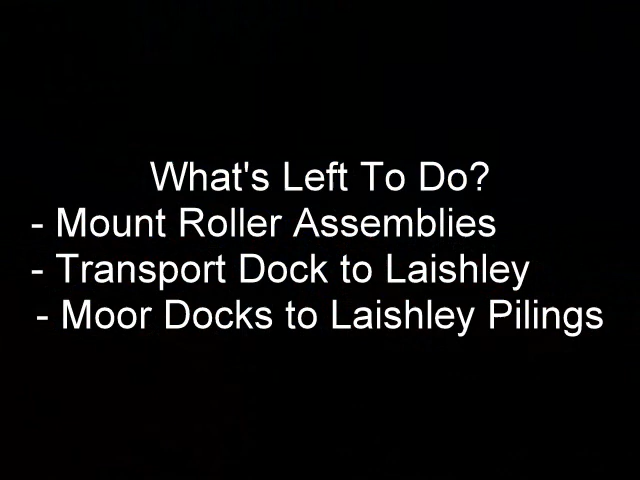 What's Left To Do?
- Mount Roller Assemblies
- Transport Dock to Laishley
- Moor Docks to Laishley Pilings